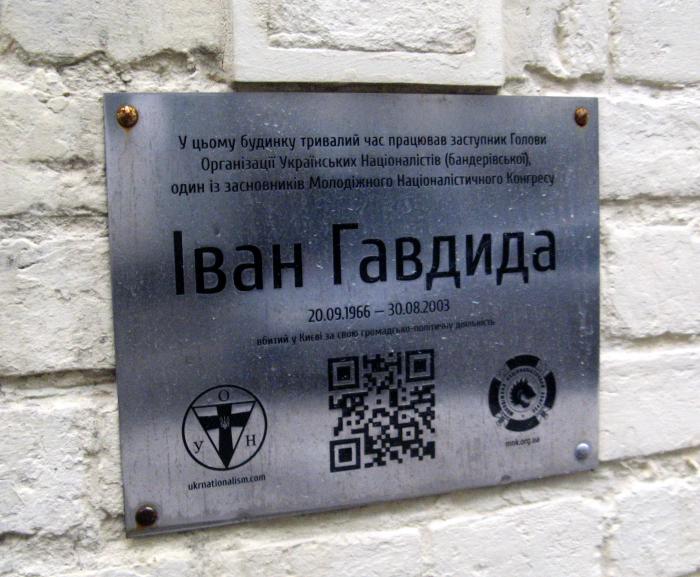 У цьому будинку тривалий час працював заступник Голови
Організації Українських Націоналістів (бандерівської),
один із засновників Молодіжного Націоналістичного Конгресу
Іван Гавдида
20.09.1966 — 30.08.2003
вбитий у Києві за свою громадсько-політичну діяльність
О
У Н
ukrnationalism.com
mnk.org.ua